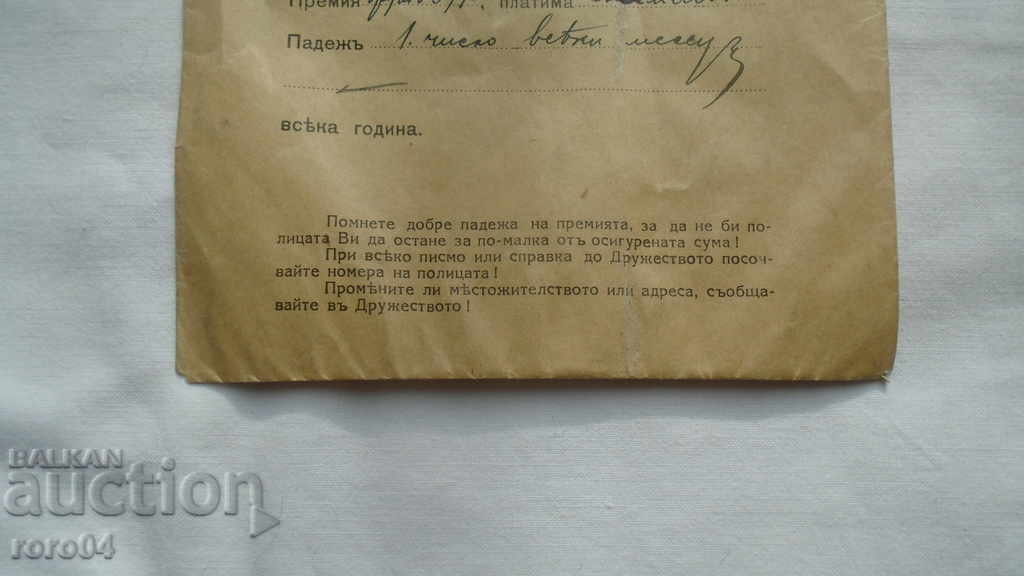 Премия , платима
Падежъ 1. число всѣки месецъ
всѣка година.
Помнете добре падежа на премията, за да не би по-
лицата Ви да остане за по-малка отъ осигурената сума!
При всѣко писмо или справка до Дружеството посоч-
вайте номера на полицата!
Промѣните ли мѣстожителството или адреса, съобща-
вайте въ Дружеството!
BALKAN
auction
roro04